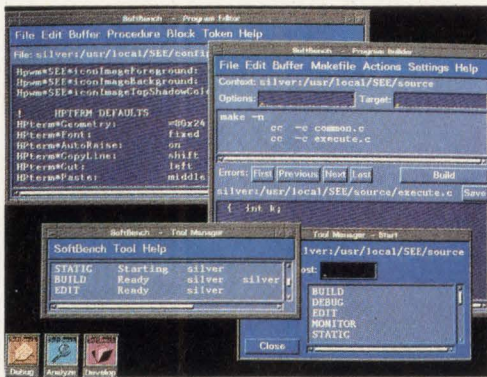 SoftBench - Program Editor
File Edit Buffer Procedure Block Token Help
File: silver:/usr/local/SEE/config
Hpwm*SEE*iconImageForeground:
Hpwm*SEE*iconImageBackground:
Hpwm*SEE*iconImageTopShadowColo
! HPTERM DEFAULTS
HPterm*Geometry: =80x24
HPterm*Font: fixed
HPterm*AutoRaise: on
HPterm*CopyLine: shift
HPterm*Cut: left
HPterm*Paste: middle
SoftBench - Program Builder
File Edit Buffer Makefile Actions Settings Help
Context: silver:/usr/local/SEE/source
Options: Target:
make -n
cc -c common.c
cc -c execute.c
Errors: First Previous Next Last Build
silver:/usr/local/SEE/source/execute.c Save
{ int k;
SoftBench - Tool Manager
SoftBench Tool Help
STATIC Starting silver
BUILD Ready silver silver
EDIT Ready silver
Tool Manager - Start
lver:/usr/local/SEE/source
ost:
BUILD
DEBUG
EDIT
MONITOR
STATIC
Close
Debug Analyze Develop